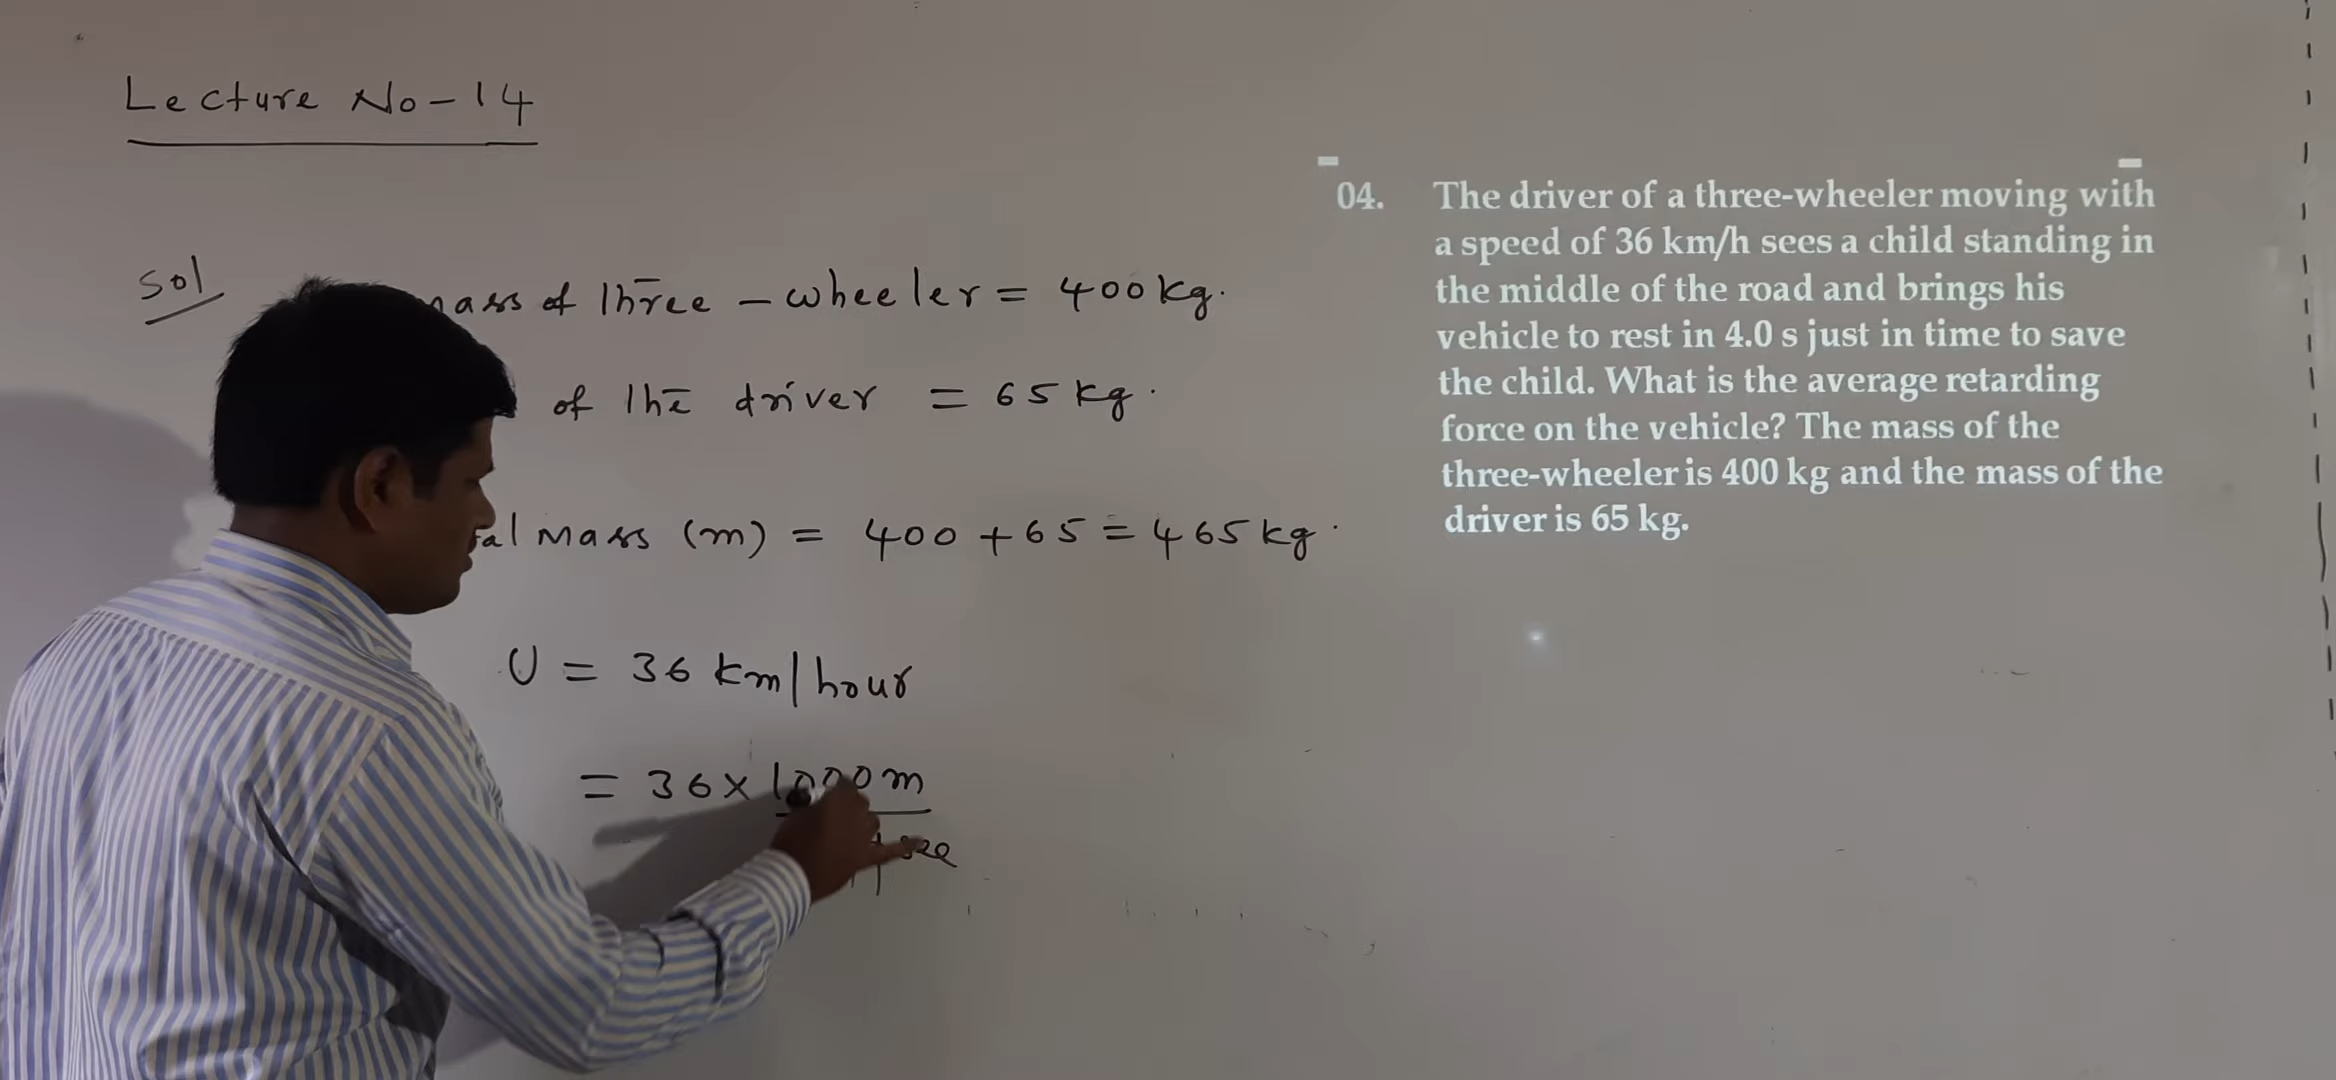 Lecture No-14
Sol
mass of Three - wheeler = 400 kg.
of The driver = 65 kg.
Mass (m) = 400 + 65 = 465 kg.
U = 36 km/hour
= 36 × 1000 m
sec
04. The driver of a three-wheeler moving with
a speed of 36 km/h sees a child standing in
the middle of the road and brings his
vehicle to rest in 4.0 s just in time to save
the child. What is the average retarding
force on the vehicle? The mass of the
three-wheeler is 400 kg and the mass of the
driver is 65 kg.